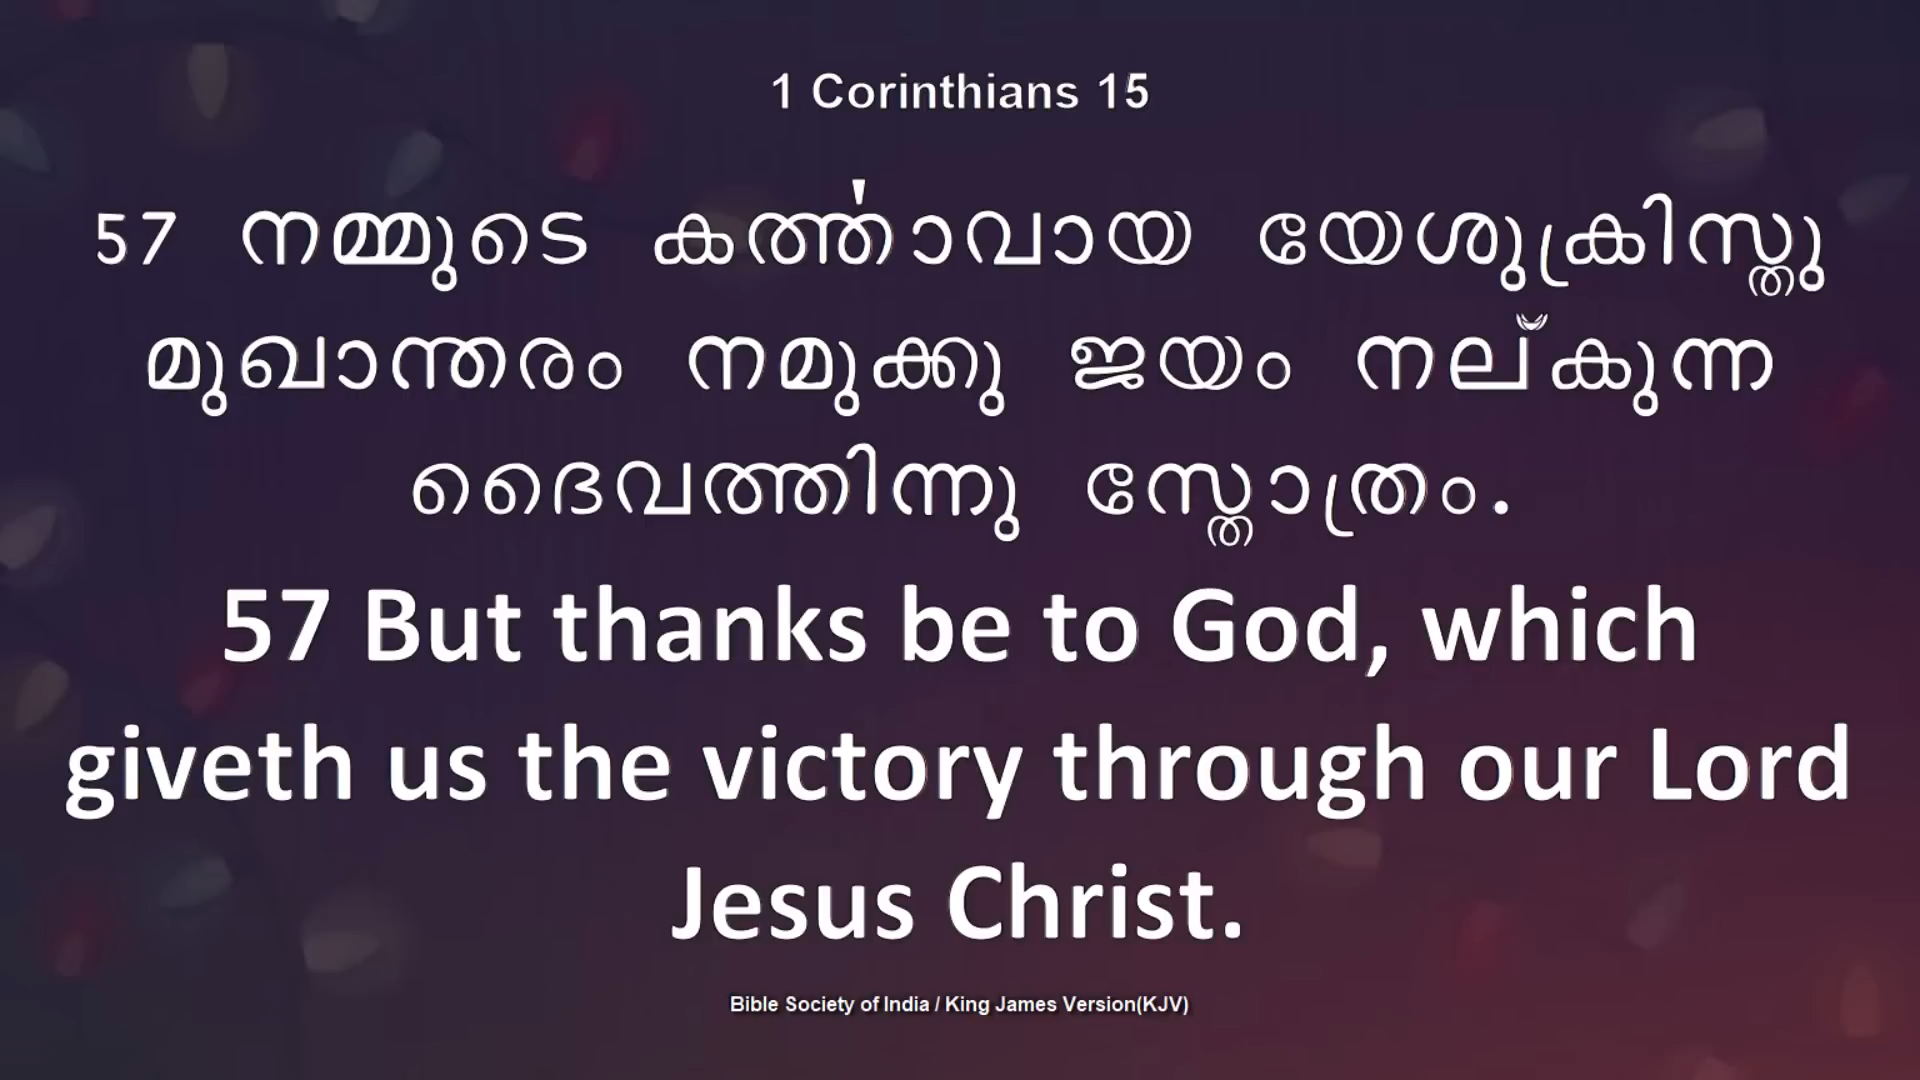 1 Corinthians 15
57 നമ്മുടെ കൎത്താവായ യേശുക്രിസ്തു
മുഖാന്തരം നമുക്കു ജയം നല്കുന്ന
ദൈവത്തിന്നു സ്തോത്രം.
57 But thanks be to God, which
giveth us the victory through our Lord
Jesus Christ.
Bible Society of India / King James Version(KJV)